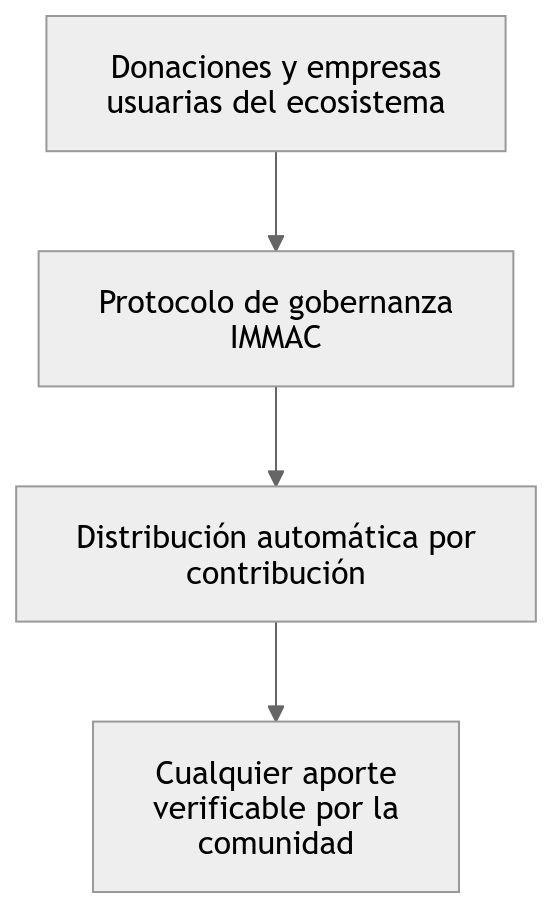 Donaciones y empresas
usuarias del ecosistema
Protocolo de gobernanza
IMMAC
Distribución automática por
contribución
Cualquier aporte
verificable por la
comunidad